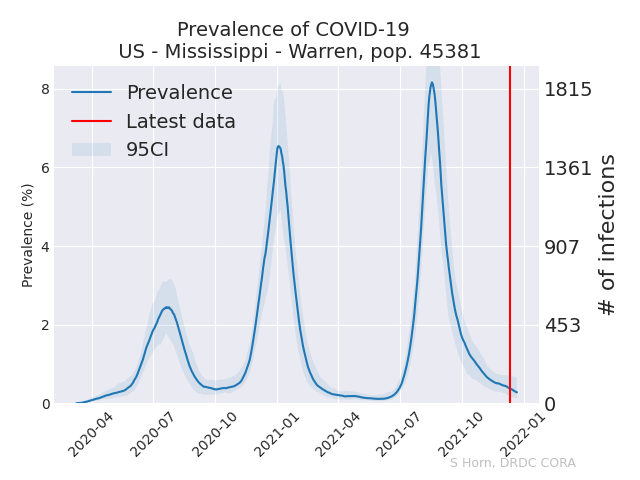 Prevalence of COVID-19
US - Mississippi - Warren, pop. 45381
Prevalence
Latest data
95CI
Prevalence (%)
8
6
4
2
0
1815
1361
907
453
0
# of infections
2020-04
2020-07
2020-10
2021-01
2021-04
2021-07
2021-10
2022-01
S Horn, DRDC CORA